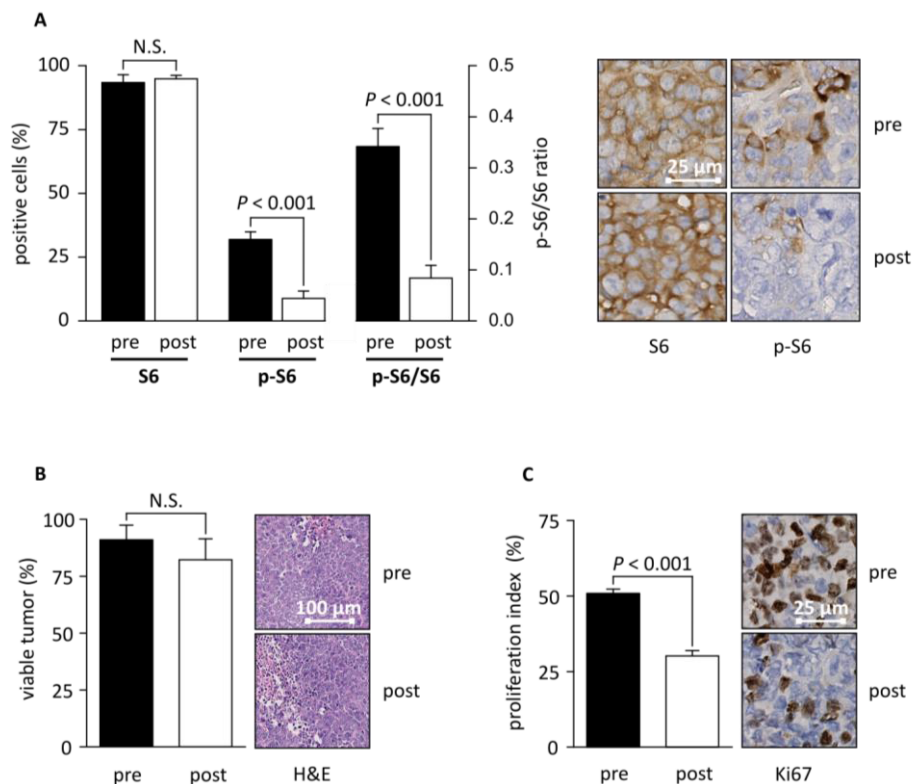 A
N.S.
100
75
50
25
0
positive cells (%)
P < 0.001
P < 0.001
0.5
0.4
0.3
0.2
0.1
0.0
p-S6/S6 ratio
pre post pre post pre post
S6 p-S6 p-S6/S6
25 μm
pre
post
S6 p-S6
B
N.S.
100
75
50
25
0
viable tumor (%)
pre post
100 μm
pre
post
H&E
C
75
50
25
0
proliferation index (%)
P < 0.001
pre post
25 μm
pre
post
Ki67